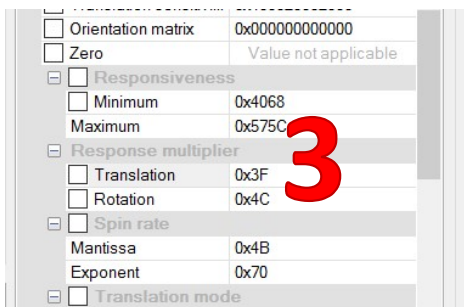 Orientation matrix 0x000000000000
Zero Value not applicable
Responsiveness
Minimum 0x4068
Maximum 0x575C
Response multiplier
3
Translation 0x3F
Rotation 0x4C
Spin rate
Mantissa 0x4B
Exponent 0x70
Translation mode